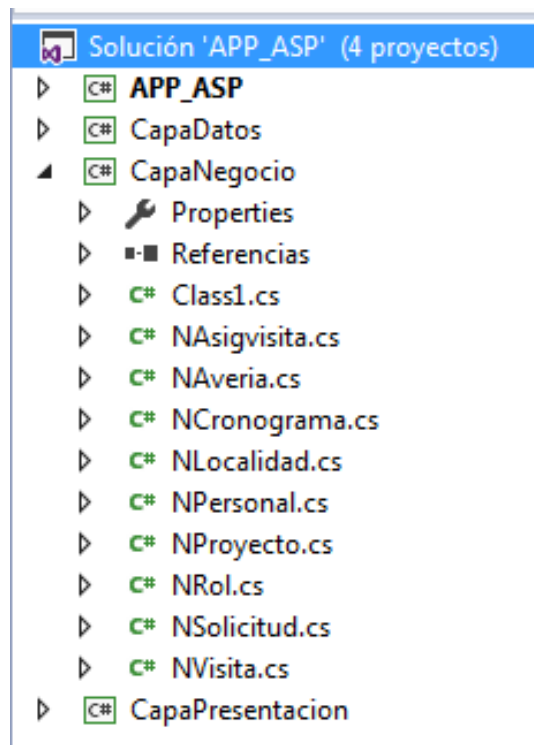 Solución 'APP_ASP' (4 proyectos)
C# APP_ASP
C# CapaDatos
C# CapaNegocio
Properties
Referencias
C# Class1.cs
C# NAsigvisita.cs
C# NAveria.cs
C# NCronograma.cs
C# NLocalidad.cs
C# NPersonal.cs
C# NProyecto.cs
C# NRol.cs
C# NSolicitud.cs
C# NVisita.cs
C# CapaPresentacion